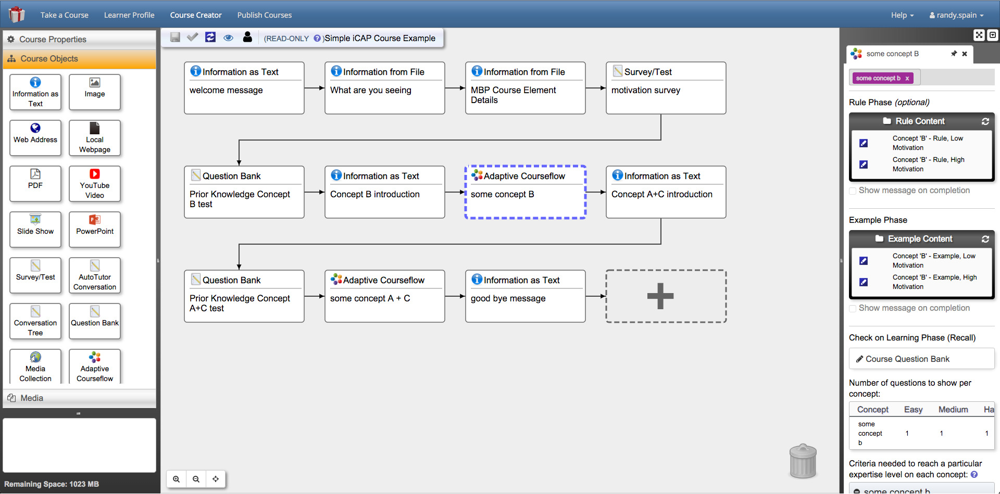 Take a Course
Learner Profile
Course Creator
Publish Courses
Help
randy.spain
Course Properties
Course Objects
Information as
Text
Image
Web Address
Local
Webpage
PDF
YouTube
Video
Slide Show
PowerPoint
Survey/Test
AutoTutor
Conversation
Conversation
Tree
Question Bank
Media
Collection
Adaptive
Courseflow
Media
Remaining Space: 1023 MB
(READ-ONLY ? )Simple iCAP Course Example
Information as Text
welcome message
Information from File
What are you seeing
Information from File
MBP Course Element
Details
Survey/Test
motivation survey
Question Bank
Prior Knowledge Concept
B test
Information as Text
Concept B introduction
Adaptive Courseflow
some concept B
Information as Text
Concept A+C introduction
Question Bank
Prior Knowledge Concept
A+C test
Adaptive Courseflow
some concept A + C
Information as Text
good bye message
some concept B
some concept b x
Rule Phase (optional)
Rule Content
Concept 'B' - Rule, Low
Motivation
Concept 'B' - Rule, High
Motivation
Show message on completion
Example Phase
Example Content
Concept 'B' - Example, Low
Motivation
Concept 'B' - Example, High
Motivation
Show message on completion
Check on Learning Phase (Recall)
Course Question Bank
Number of questions to show per
concept:
Concept Easy Medium Ha
some
concept
b
1 1 1
Criteria needed to reach a particular
expertise level on each concept: ?
some concept b